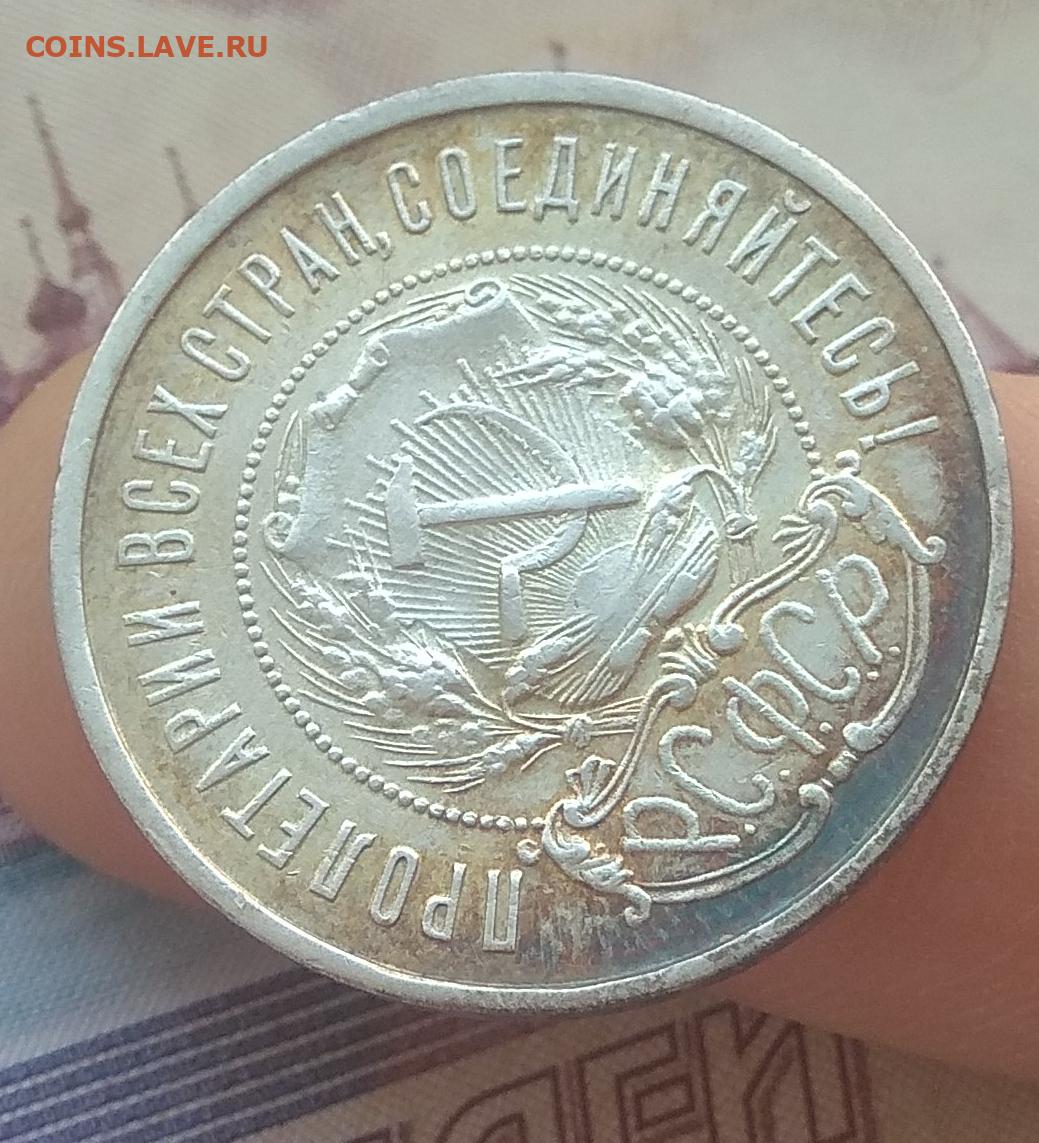 COINS.LAVE.RU
ПРОЛЕТАРИИ ВСЕХ СТРАН, СОЕДИНЯЙТЕСЬ!
Р.С.Ф.С.Р.